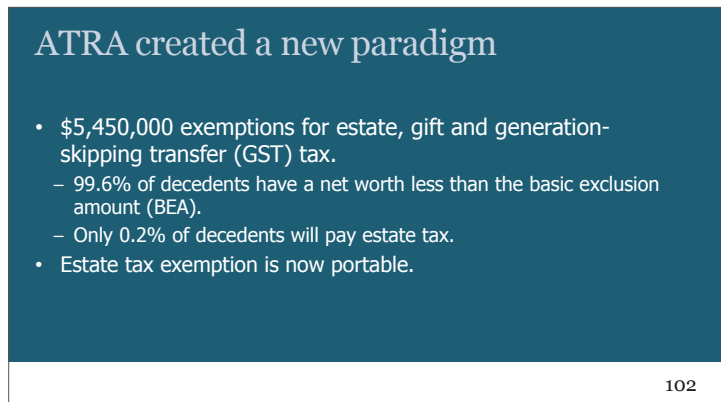 ATRA created a new paradigm
• $5,450,000 exemptions for estate, gift and generation-
skipping transfer (GST) tax.
– 99.6% of decedents have a net worth less than the basic exclusion
amount (BEA).
– Only 0.2% of decedents will pay estate tax.
• Estate tax exemption is now portable.
102